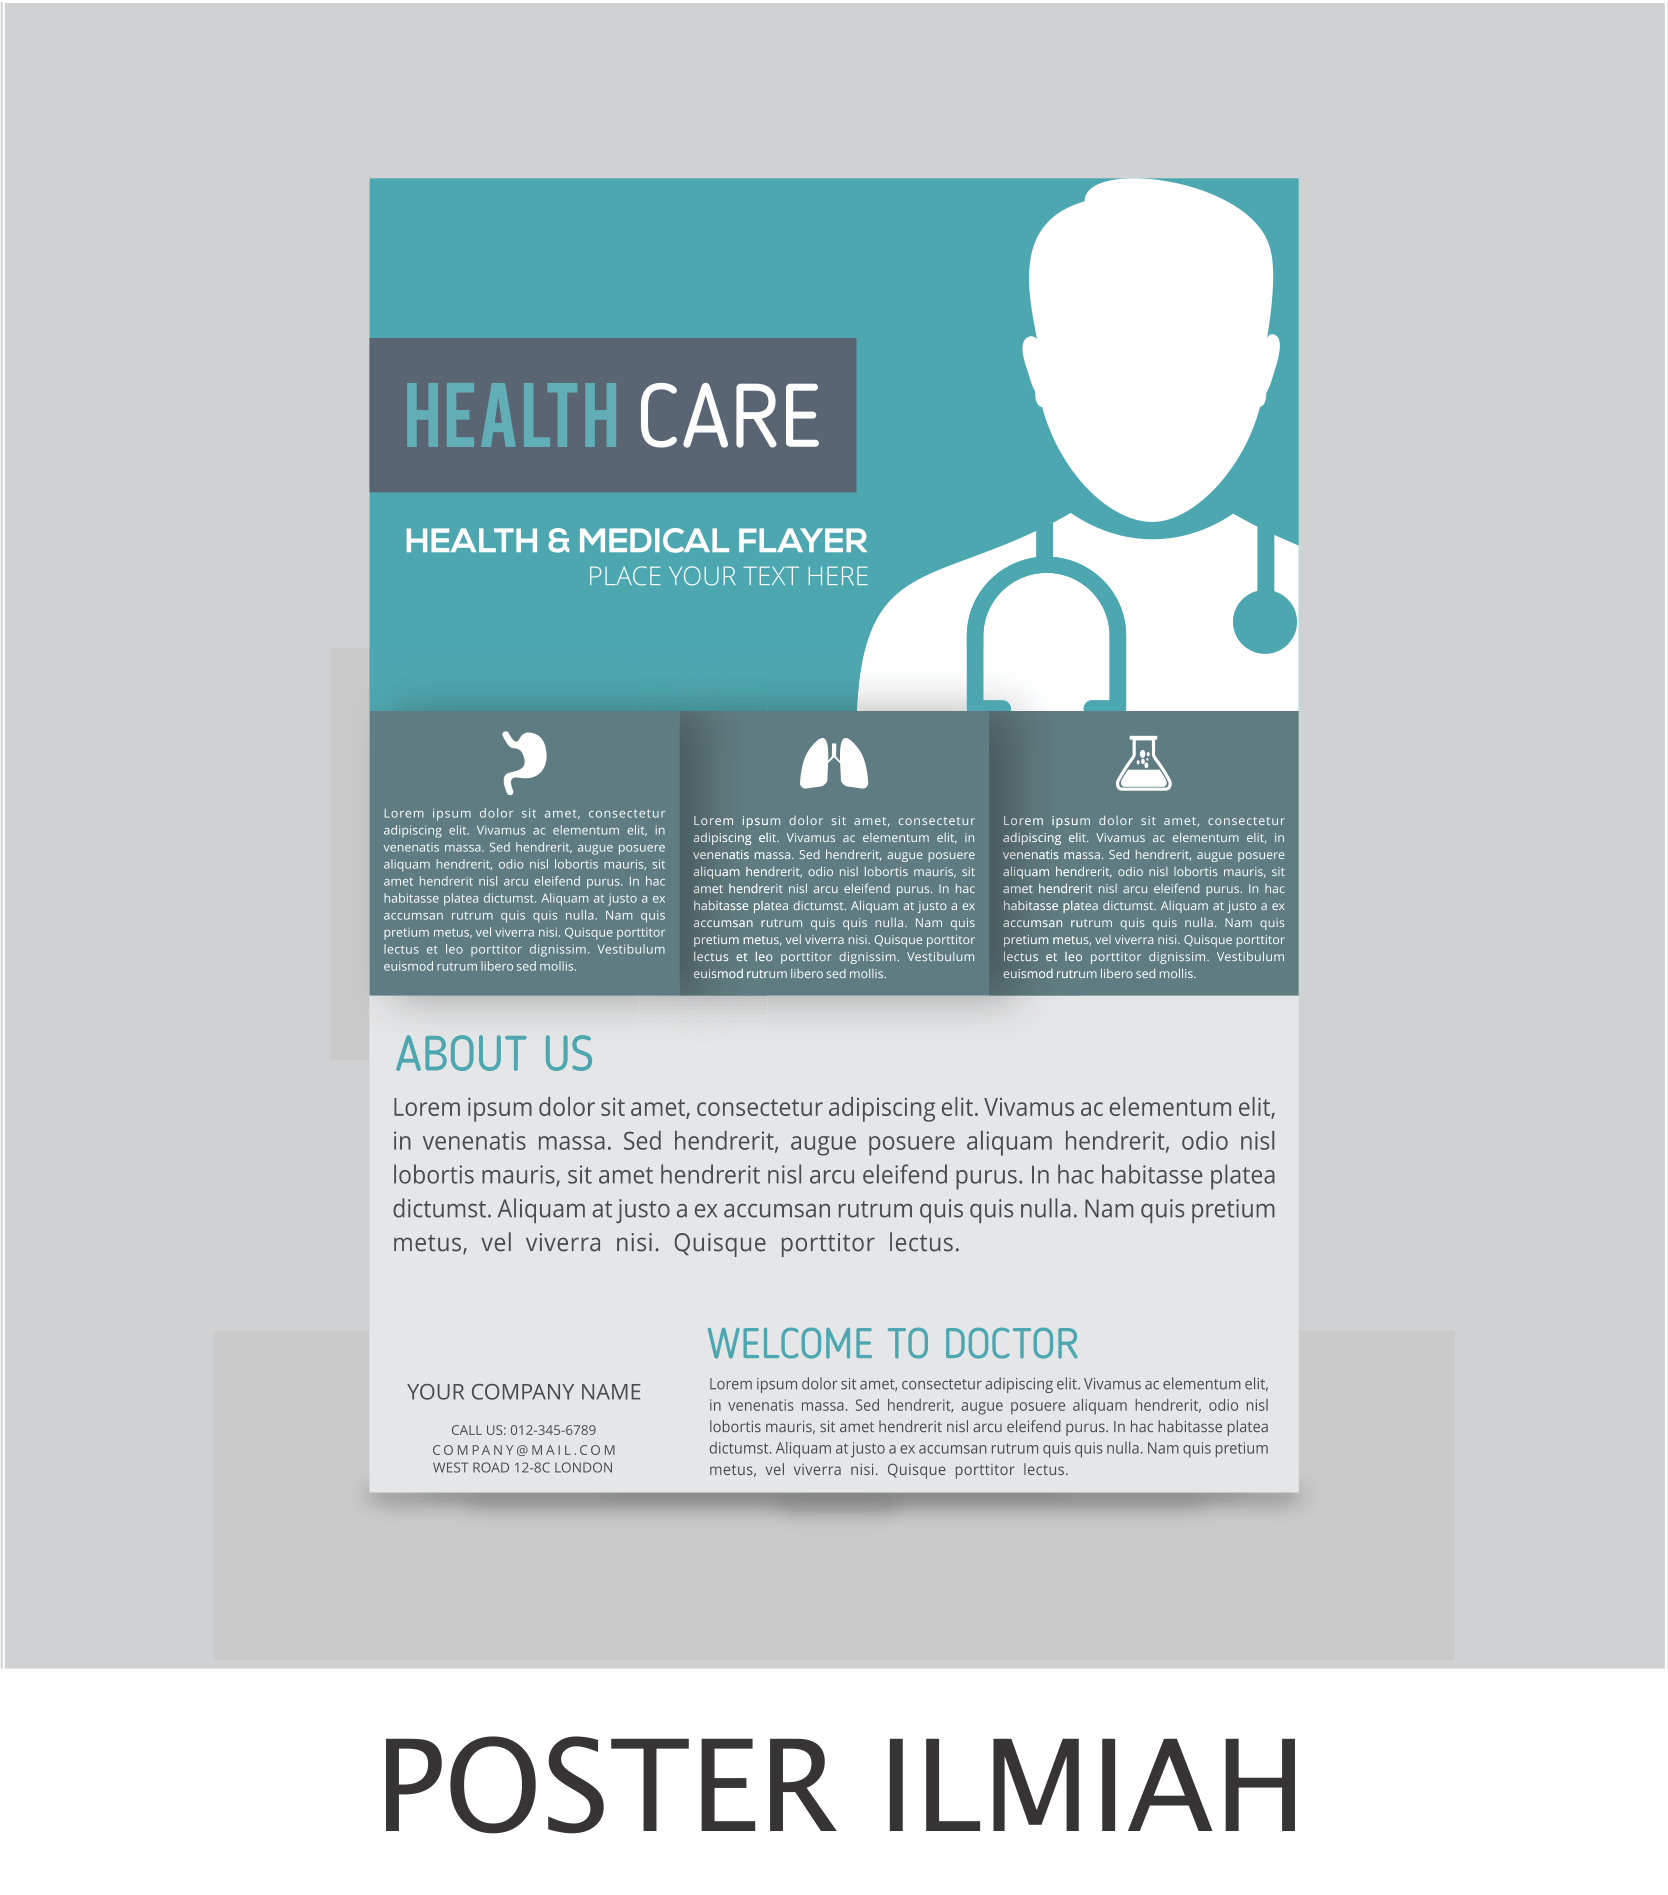 HEALTH CARE
HEALTH & MEDICAL FLAYER
PLACE YOUR TEXT HERE
Lorem ipsum dolor sit amet, consectetur
adipiscing elit. Vivamus ac elementum elit, in
venenatis massa. Sed hendrerit, augue posuere
aliquam hendrerit, odio nisl lobortis mauris, sit
amet hendrerit nisl arcu eleifend purus. In hac
habitasse platea dictumst. Aliquam at justo a ex
accumsan rutrum quis quis nulla. Nam quis
pretium metus, vel viverra nisi. Quisque porttitor
lectus et leo porttitor dignissim. Vestibulum
euismod rutrum libero sed mollis.
Lorem ipsum dolor sit amet, consectetur
adipiscing elit. Vivamus ac elementum elit, in
venenatis massa. Sed hendrerit, augue posuere
aliquam hendrerit, odio nisl lobortis mauris, sit
amet hendrerit nisl arcu eleifend purus. In hac
habitasse platea dictumst. Aliquam at justo a ex
accumsan rutrum quis quis nulla. Nam quis
pretium metus, vel viverra nisi. Quisque porttitor
lectus et leo porttitor dignissim. Vestibulum
euismod rutrum libero sed mollis.
Lorem ipsum dolor sit amet, consectetur
adipiscing elit. Vivamus ac elementum elit, in
venenatis massa. Sed hendrerit, augue posuere
aliquam hendrerit, odio nisl lobortis mauris, sit
amet hendrerit nisl arcu eleifend purus. In hac
habitasse platea dictumst. Aliquam at justo a ex
accumsan rutrum quis quis nulla. Nam quis
pretium metus, vel viverra nisi. Quisque porttitor
lectus et leo porttitor dignissim. Vestibulum
euismod rutrum libero sed mollis.
ABOUT US
Lorem ipsum dolor sit amet, consectetur adipiscing elit. Vivamus ac elementum elit,
in venenatis massa. Sed hendrerit, augue posuere aliquam hendrerit, odio nisl
lobortis mauris, sit amet hendrerit nisl arcu eleifend purus. In hac habitasse platea
dictumst. Aliquam at justo a ex accumsan rutrum quis quis nulla. Nam quis pretium
metus, vel viverra nisi. Quisque porttitor lectus.
YOUR COMPANY NAME
CALL US: 012-345-6789
COMPANY@MAIL.COM
WEST ROAD 12-8C LONDON
WELCOME TO DOCTOR
Lorem ipsum dolor sit amet, consectetur adipiscing elit. Vivamus ac elementum elit,
in venenatis massa. Sed hendrerit, augue posuere aliquam hendrerit, odio nisl
lobortis mauris, sit amet hendrerit nisl arcu eleifend purus. In hac habitasse platea
dictumst. Aliquam at justo a ex accumsan rutrum quis quis nulla. Nam quis pretium
metus, vel viverra nisi. Quisque porttitor lectus.
POSTER ILMIAH